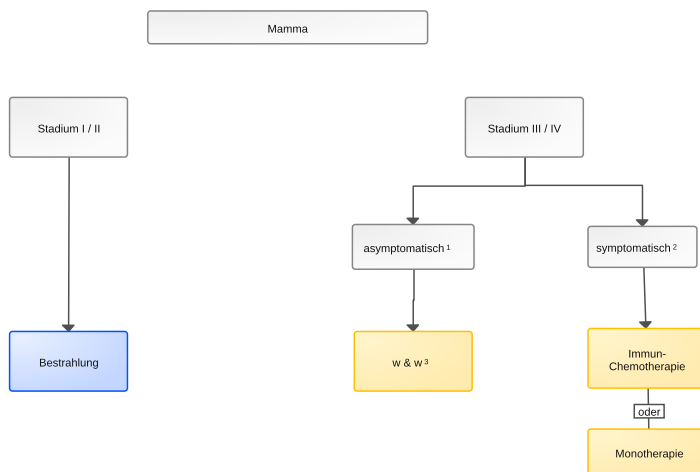 Mamma
Stadium I / II
Stadium III / IV
asymptomatisch 1
symptomatisch 2
Bestrahlung
w & w 3
Immun-
Chemotherapie
oder
Monotherapie